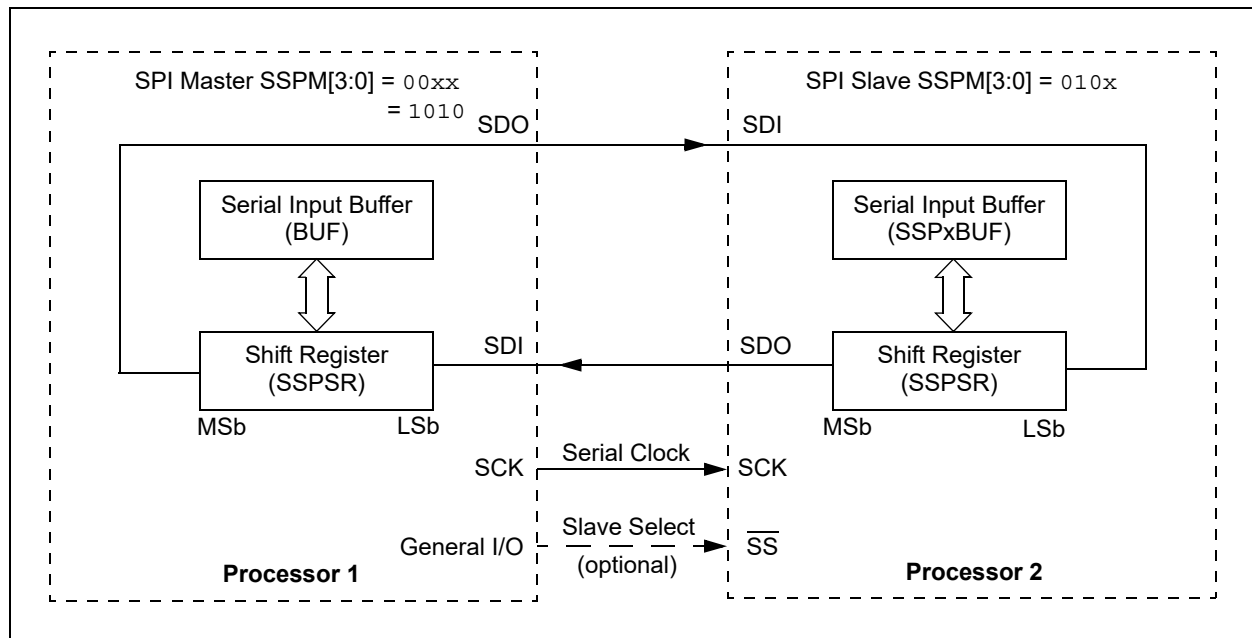 SPI Master SSPM[3:0] = 00xx
= 1010
SPI Slave SSPM[3:0] = 010x
SDO
SDI
Serial Input Buffer
(BUF)
Serial Input Buffer
(SSPxBUF)
SDI
SDO
Shift Register
(SSPSR)
Shift Register
(SSPSR)
MSb
LSb
MSb
LSb
SCK
Serial Clock
SCK
General I/O
Slave Select
(optional)
S̅S̅
Processor 1
Processor 2